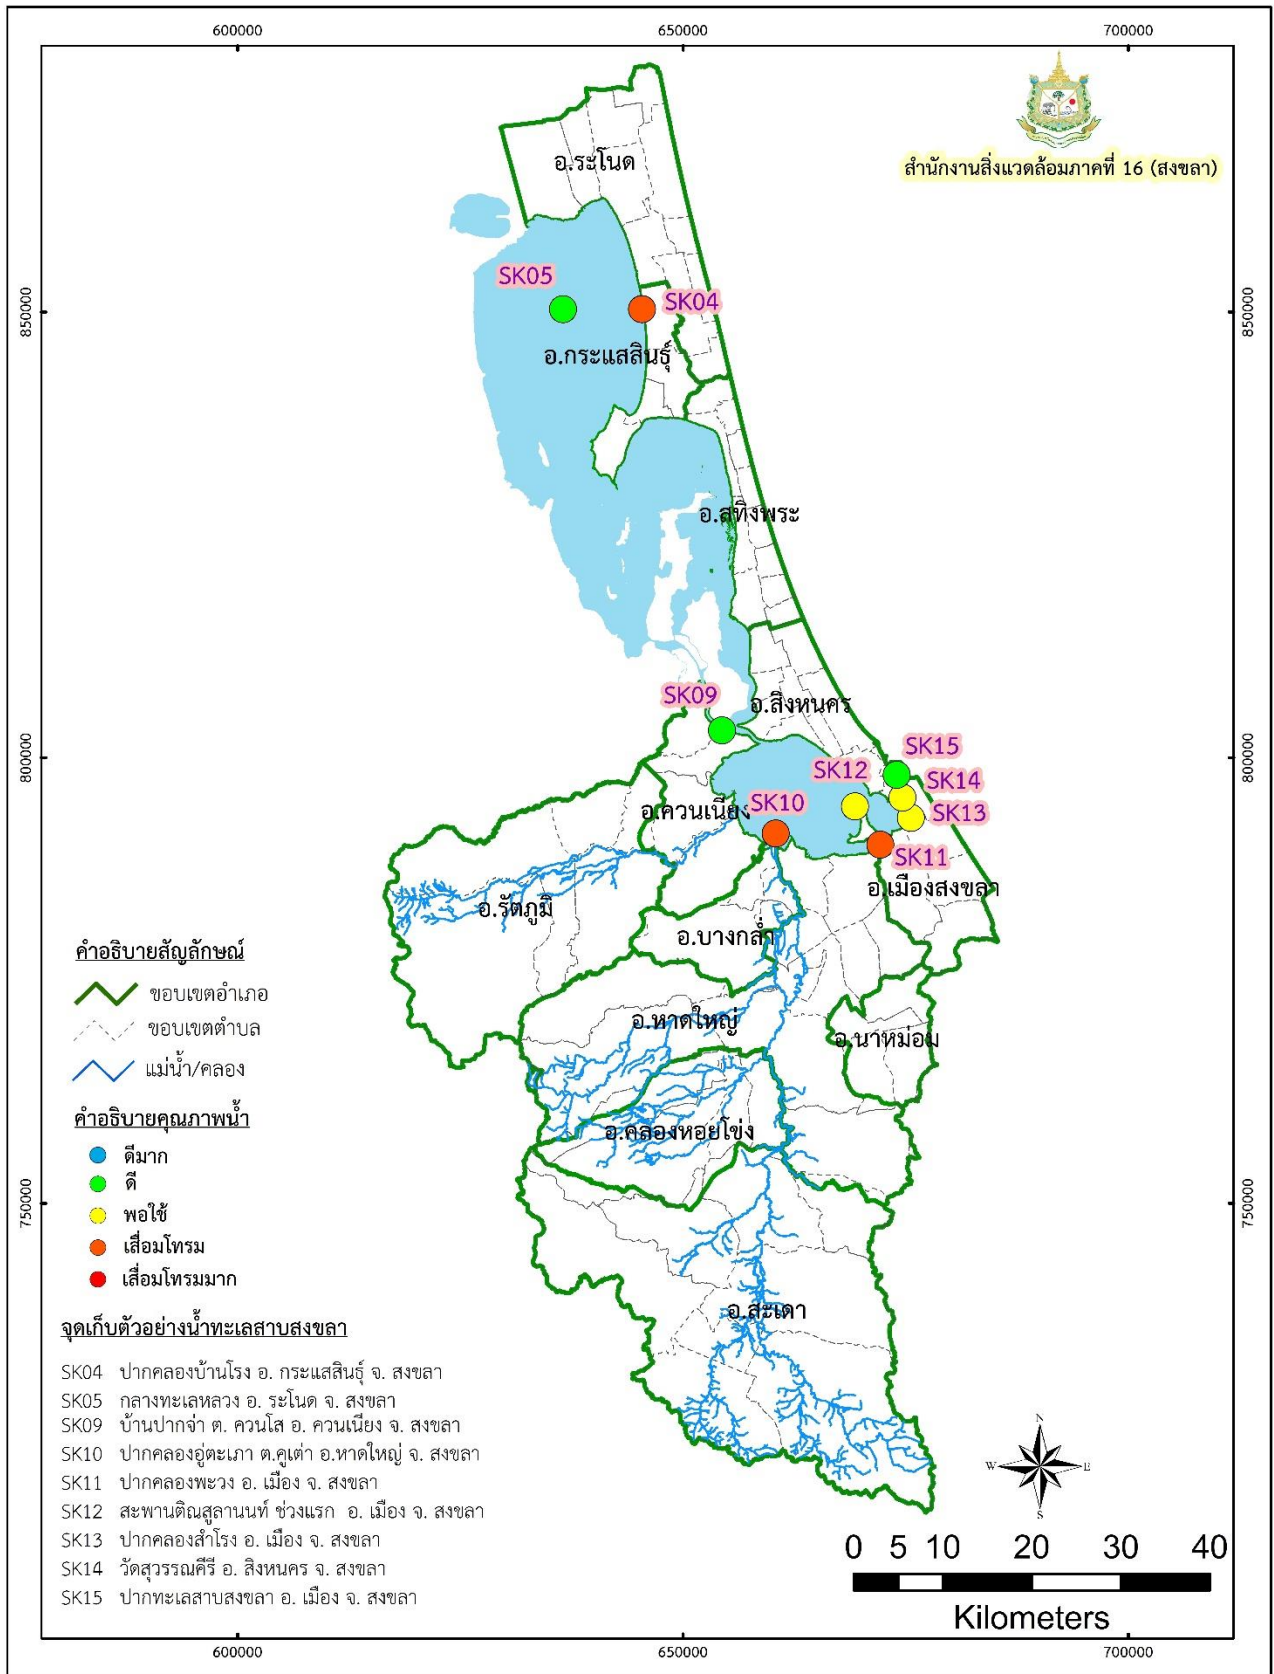 600000 650000 700000
สำนักงานสิ่งแวดล้อมภาคที่ 16 (สงขลา)
อ.ระโนด
SK05
SK04
850000
850000
อ.กระแสสินธุ์
อ.สทิงพระ
SK09
อ.สิงหนคร
SK15
800000
800000
SK12
SK14
SK10
อ.ควนเนียง
SK13
SK11
อ.เมืองสงขลา
อ.รัตภูมิ
อ.บางกล่ำ
คำอธิบายสัญลักษณ์
ขอบเขตอำเภอ
ขอบเขตตำบล
แม่น้ำ/คลอง
อ.หาดใหญ่
อ.นาหม่อม
อ.คลองหอยโข่ง
คำอธิบายคุณภาพน้ำ
ดีมาก
ดี
พอใช้
เสื่อมโทรม
เสื่อมโทรมมาก
750000
750000
อ.สะเดา
จุดเก็บตัวอย่างน้ำทะเลสาบสงขลา
SK04 ปากคลองบ้านโรง อ. กระแสสินธุ์ จ. สงขลา
SK05 กลางทะเลหลวง อ. ระโนด จ. สงขลา
SK09 บ้านปากจ่า ต. ควนโส อ. ควนเนียง จ. สงขลา
SK10 ปากคลองอู่ตะเภา ต.คูเต่า อ.หาดใหญ่ จ. สงขลา
SK11 ปากคลองพะวง อ. เมือง จ. สงขลา
SK12 สะพานติณสูลานนท์ ช่วงแรก อ. เมือง จ. สงขลา
SK13 ปากคลองสำโรง อ. เมือง จ. สงขลา
SK14 วัดสุวรรณคีรี อ. สิงหนคร จ. สงขลา
SK15 ปากทะเลสาบสงขลา อ. เมือง จ. สงขลา
N
W E
S
0 5 10 20 30 40
Kilometers
600000 650000 700000